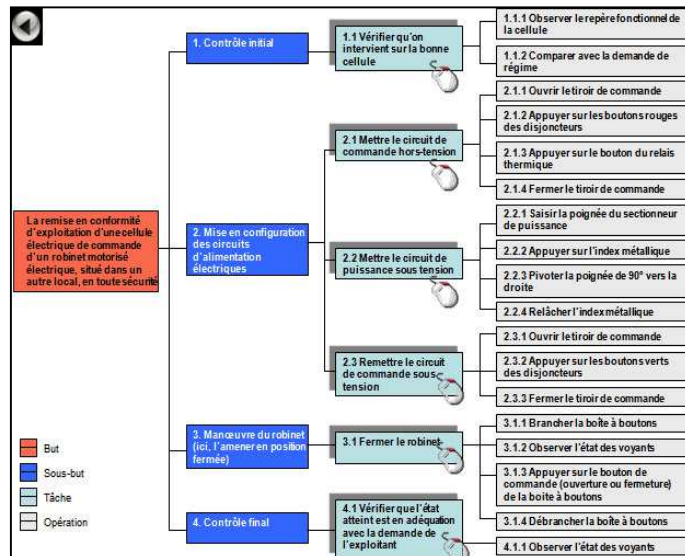 La remise en conformité
d'exploitation d'une cellule
électrique de commande
d'un robinet motorisé
électrique, situé dans un
autre local, en toute sécurité
1. Contrôle initial
1.1 Vérifier qu'on
intervient sur la bonne
cellule
1.1.1 Observer le repère fonctionnel de
la cellule
1.1.2 Comparer avec la demande de
régime
2. Mise en configuration
des circuits
d'alimentation
électriques
2.1 Mettre le circuit de
commande hors-tension
2.1.1 Ouvrir le tiroir de commande
2.1.2 Appuyer sur les boutons rouges
des disjoncteurs
2.1.3 Appuyer sur le bouton du relais
thermique
2.1.4 Fermer le tiroir de commande
2.2 Mettre le circuit de
puissance sous tension
2.2.1 Saisir la poignée du sectionneur
de puissance
2.2.2 Appuyer sur l'index métallique
2.2.3 Pivoter la poignée de 90° vers la
droite
2.2.4 Relâcher l'index métallique
2.3 Remettre le circuit
de commande sous
tension
2.3.1 Ouvrir le tiroir de commande
2.3.2 Appuyer sur les boutons verts
des disjoncteurs
2.3.3 Fermer le tiroir de commande
3. Manœuvre du robinet
(ici, l'amener en position
fermée)
3.1 Fermer le robinet
3.1.1 Brancher la boîte à boutons
3.1.2 Observer l'état des voyants
3.1.3 Appuyer sur le bouton de
commande (ouverture ou fermeture)
de la boite à boutons
3.1.4 Débrancher la boîte à boutons
4. Contrôle final
4.1 Vérifier que l'état
atteint est en adéquation
avec la demande de
l'exploitant
4.1.1 Observer l'état des voyants
But
Sous-but
Tâche
Opération